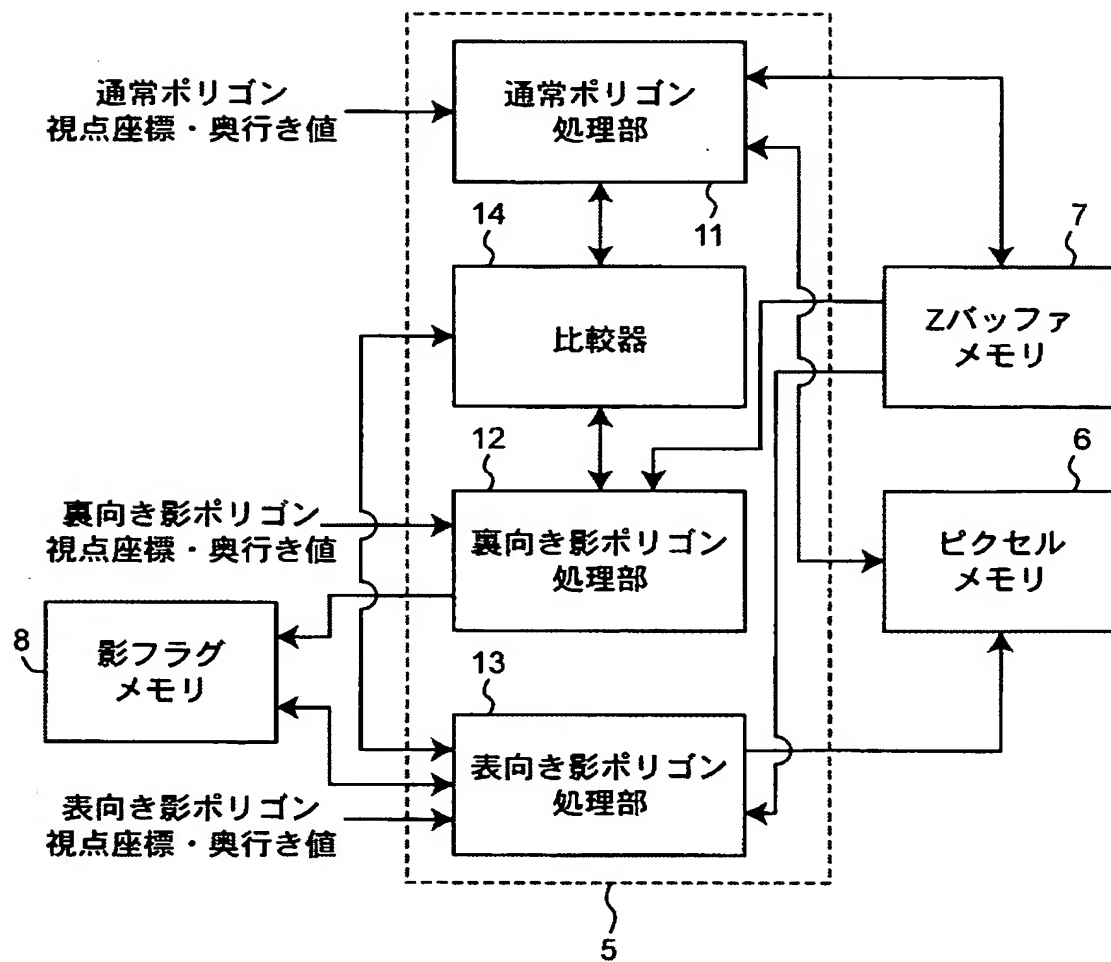 通常ポリゴン
視点座標・奥行き値
通常ポリゴン
処理部
11
14
比較器
7
Zバッファ
メモリ
12
裏向き影ポリゴン
視点座標・奥行き値
裏向き影ポリゴン
処理部
6
ピクセル
メモリ
8
影フラグ
メモリ
13
表向き影ポリゴン
処理部
表向き影ポリゴン
視点座標・奥行き値
5